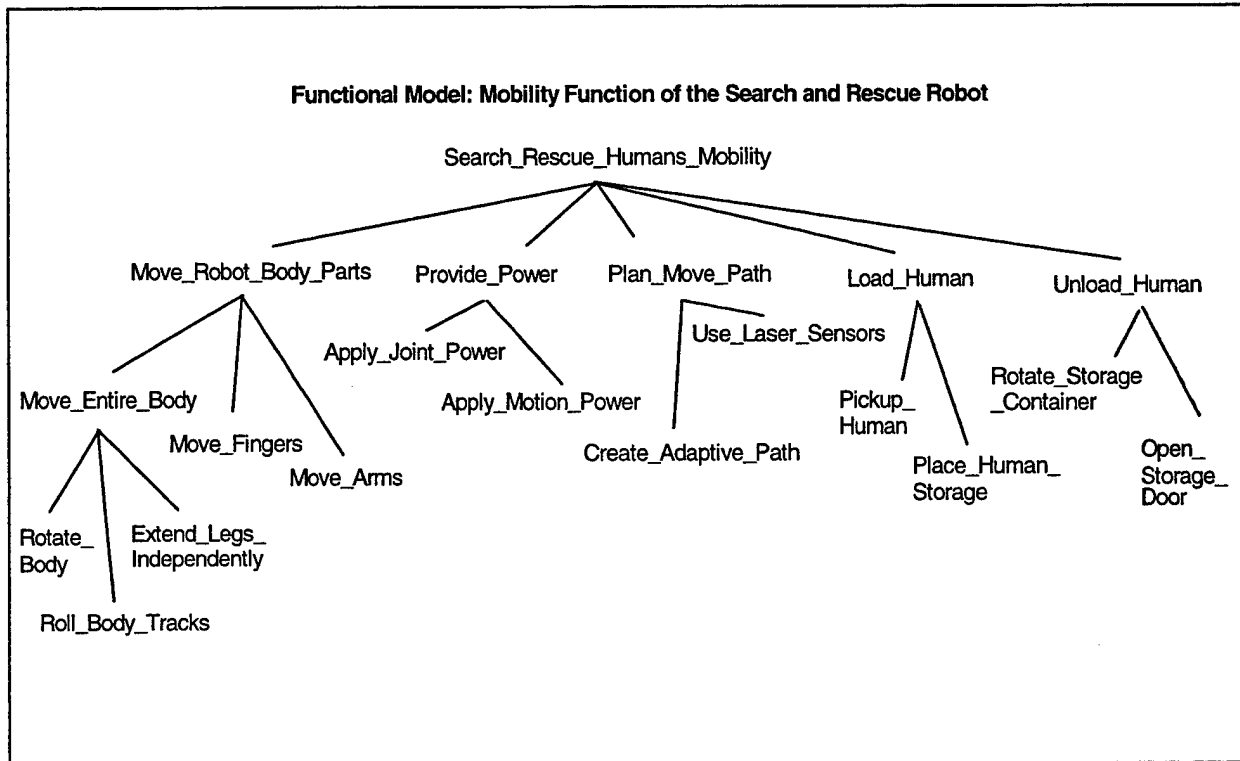 Functional Model: Mobility Function of the Search and Rescue Robot
Search_Rescue_Humans_Mobility
Move_Robot_Body_Parts
Provide_Power
Plan_Move_Path
Load_Human
Unload_Human
Apply_Joint_Power
Use_Laser_Sensors
Move_Entire_Body
Apply_Motion_Power
Pickup_
Human
Rotate_Storage
_Container
Move_Fingers
Create_Adaptive_Path
Move_Arms
Place_Human_
Storage
Open_
Storage_
Door
Rotate_
Body
Extend_Legs_
Independently
Roll_Body_Tracks